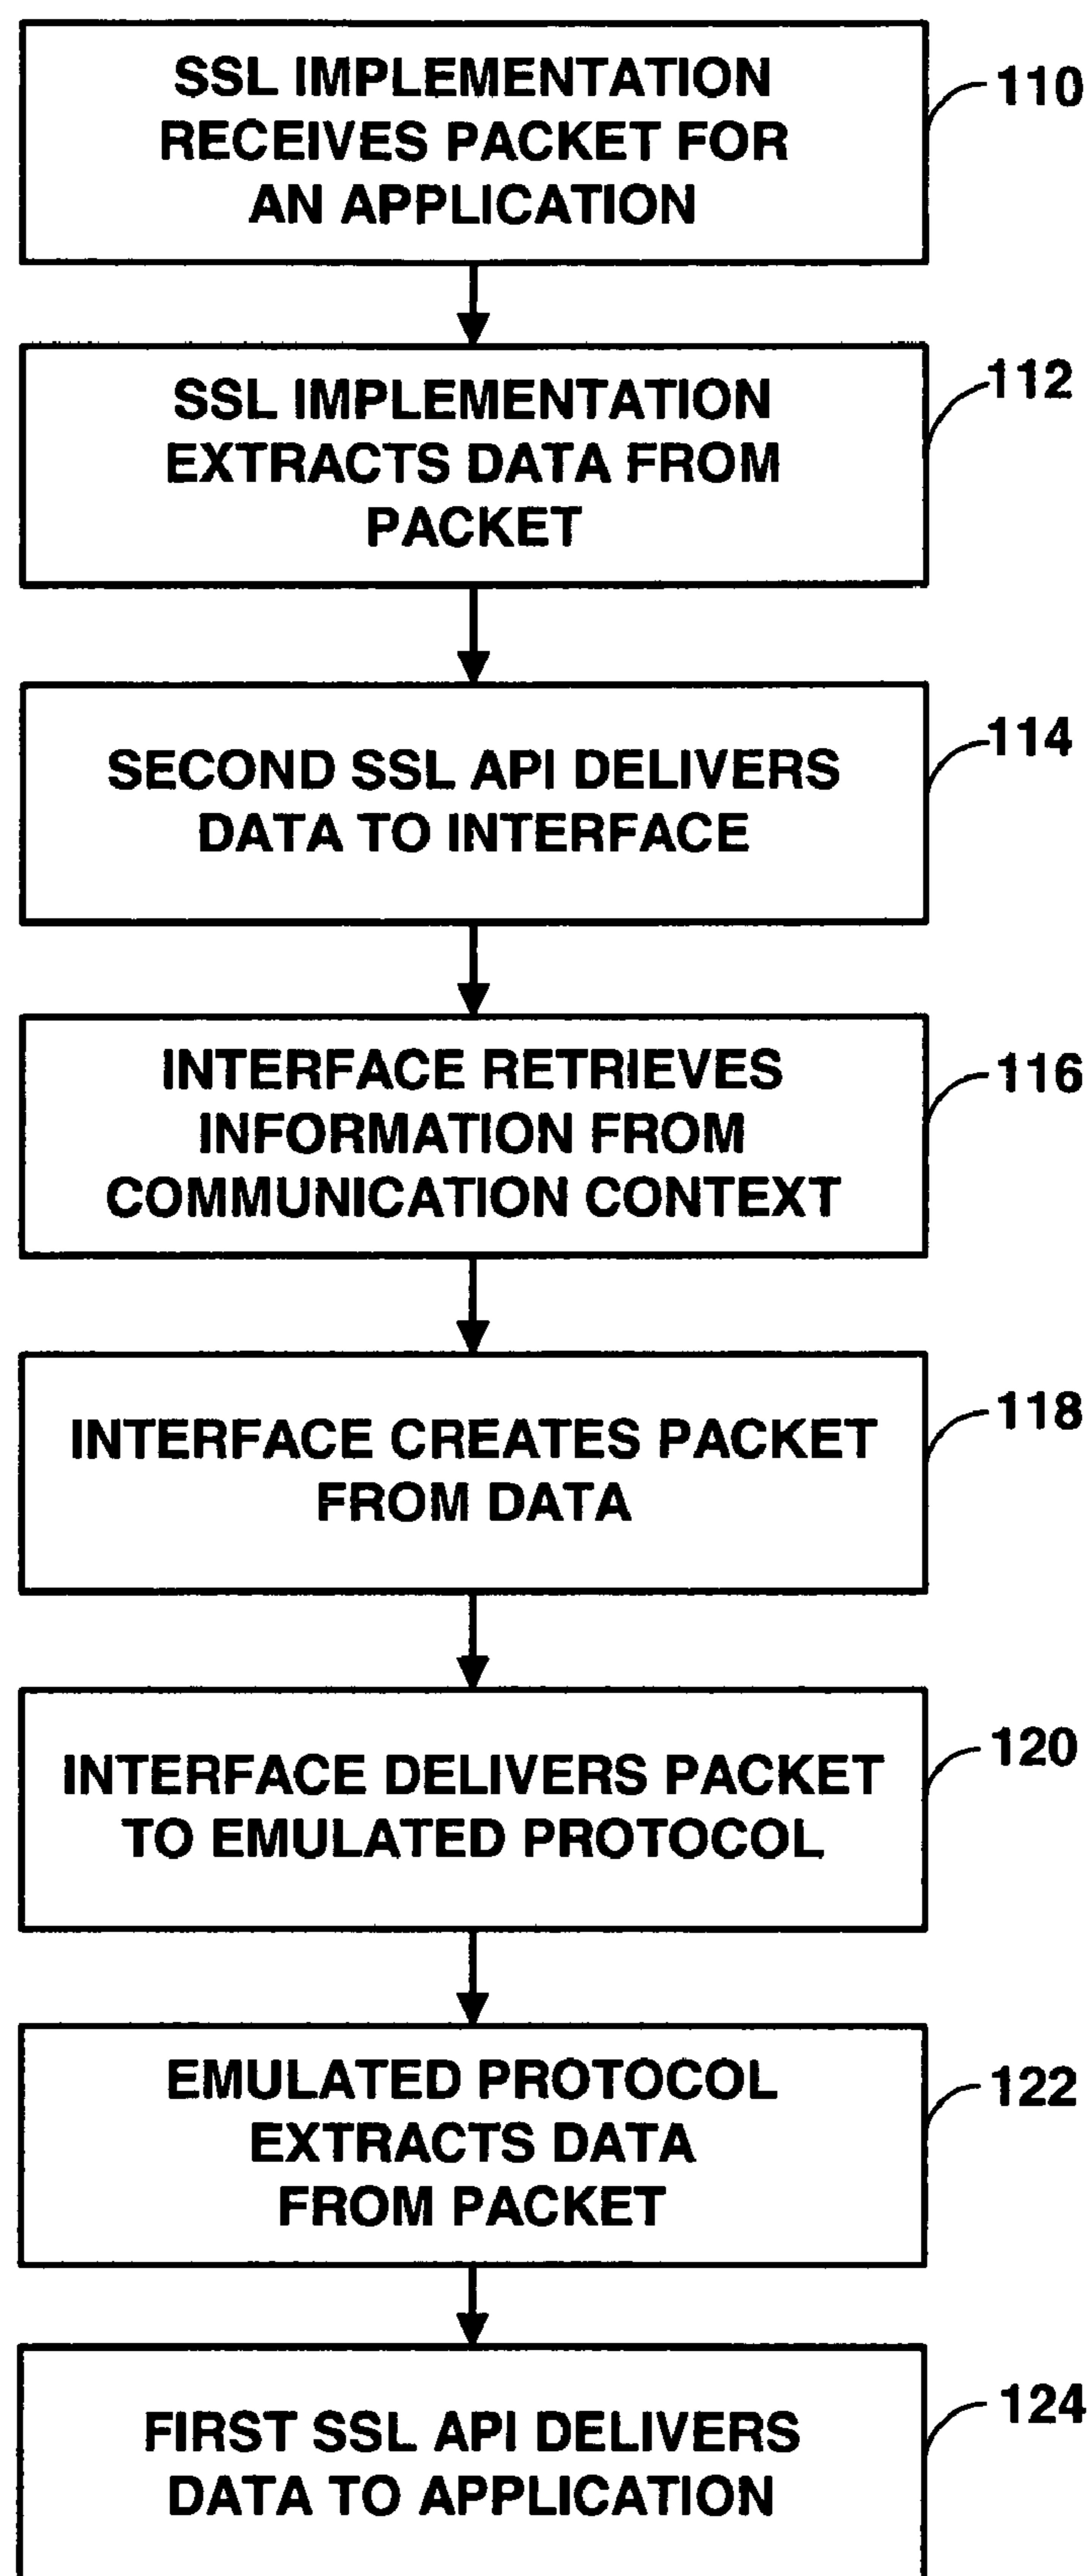 SSL IMPLEMENTATION
RECEIVES PACKET FOR
AN APPLICATION
110
SSL IMPLEMENTATION
EXTRACTS DATA FROM
PACKET
112
SECOND SSL API DELIVERS
DATA TO INTERFACE
114
INTERFACE RETRIEVES
INFORMATION FROM
COMMUNICATION CONTEXT
116
INTERFACE CREATES PACKET
FROM DATA
118
INTERFACE DELIVERS PACKET
TO EMULATED PROTOCOL
120
EMULATED PROTOCOL
EXTRACTS DATA
FROM PACKET
122
FIRST SSL API DELIVERS
DATA TO APPLICATION
124